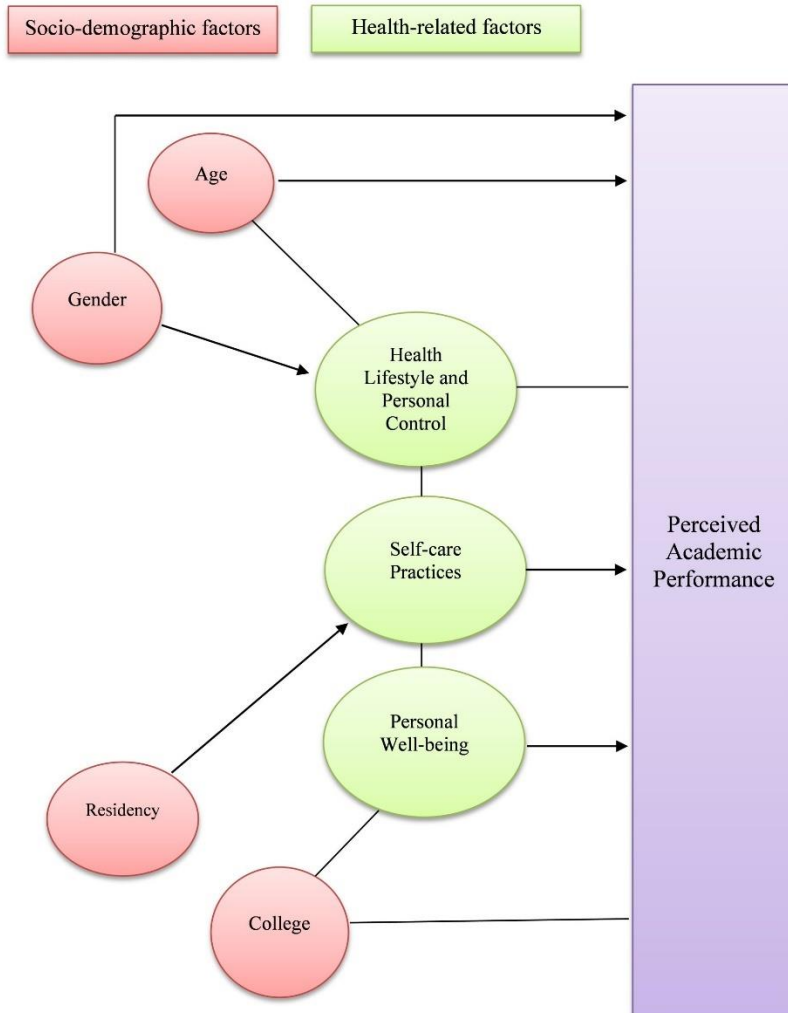 Socio-demographic factors
Health-related factors
Age
Gender
Health
Lifestyle and
Personal
Control
Self-care
Practices
Perceived
Academic
Performance
Personal
Well-being
Residency
College